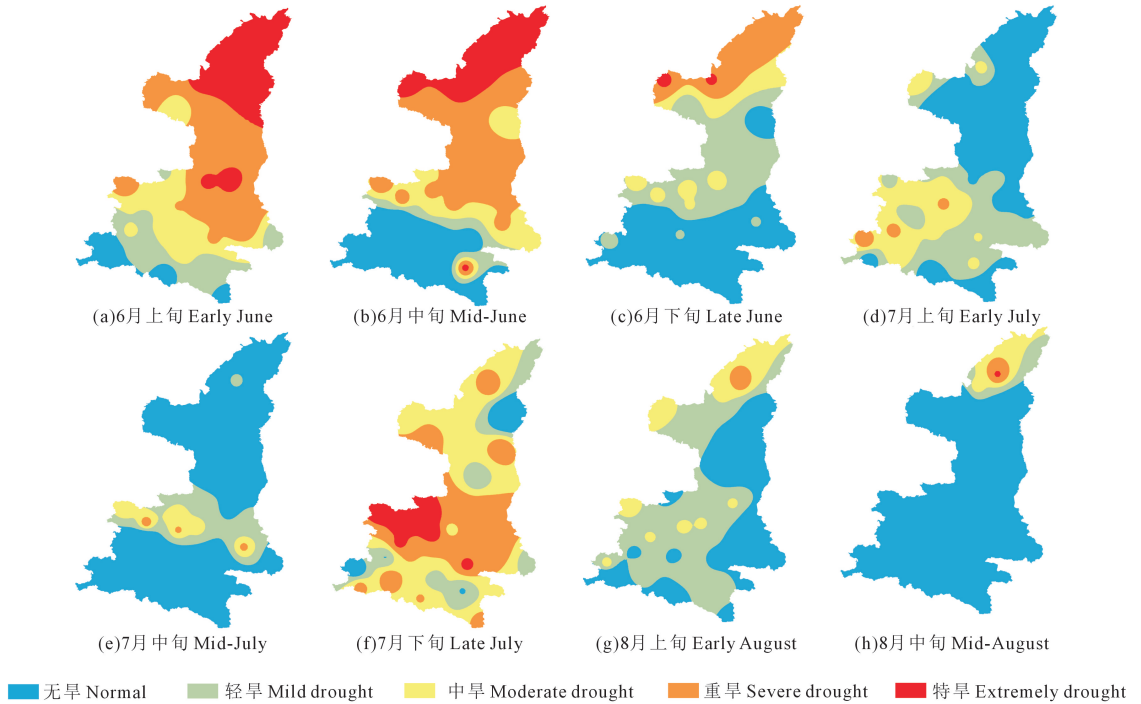 (a)6月上旬 Early June
(b)6月中旬 Mid-June
(c)6月下旬 Late June
(d)7月上旬 Early July
(e)7月中旬 Mid-July
(f)7月下旬 Late July
(g)8月上旬 Early August
(h)8月中旬 Mid-August
无旱 Normal
轻旱 Mild drought
中旱 Moderate drought
重旱 Severe drought
特旱 Extremely drought